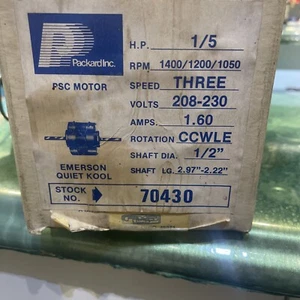 H.P. 1/5
Packard Inc.
RPM 1400/1200/1050
PSC MOTOR
SPEED THREE
VOLTS 208-230
AMPS. 1.60
ROTATION CCWLE
SHAFT DIA. 1/2"
EMERSON
QUIET KOOL
SHAFT LG. 2.97"-2.22"
STOCK NO. 70430